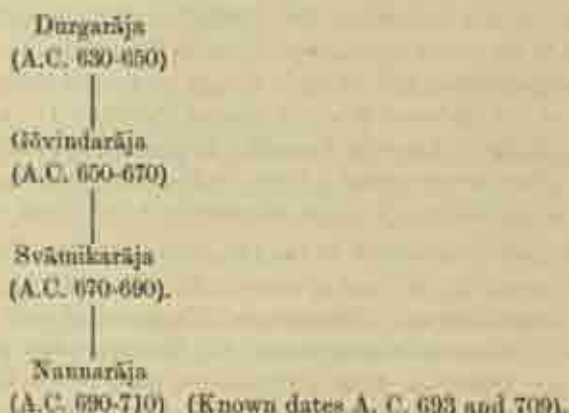 Durgarāja
(A.C. 630-650)
Gōvindarāja
(A.C. 650-670)
Svāmikarāja
(A.C. 670-690).
Nannarāja
(A.C. 690-710) (Known dates A. C. 693 and 709).